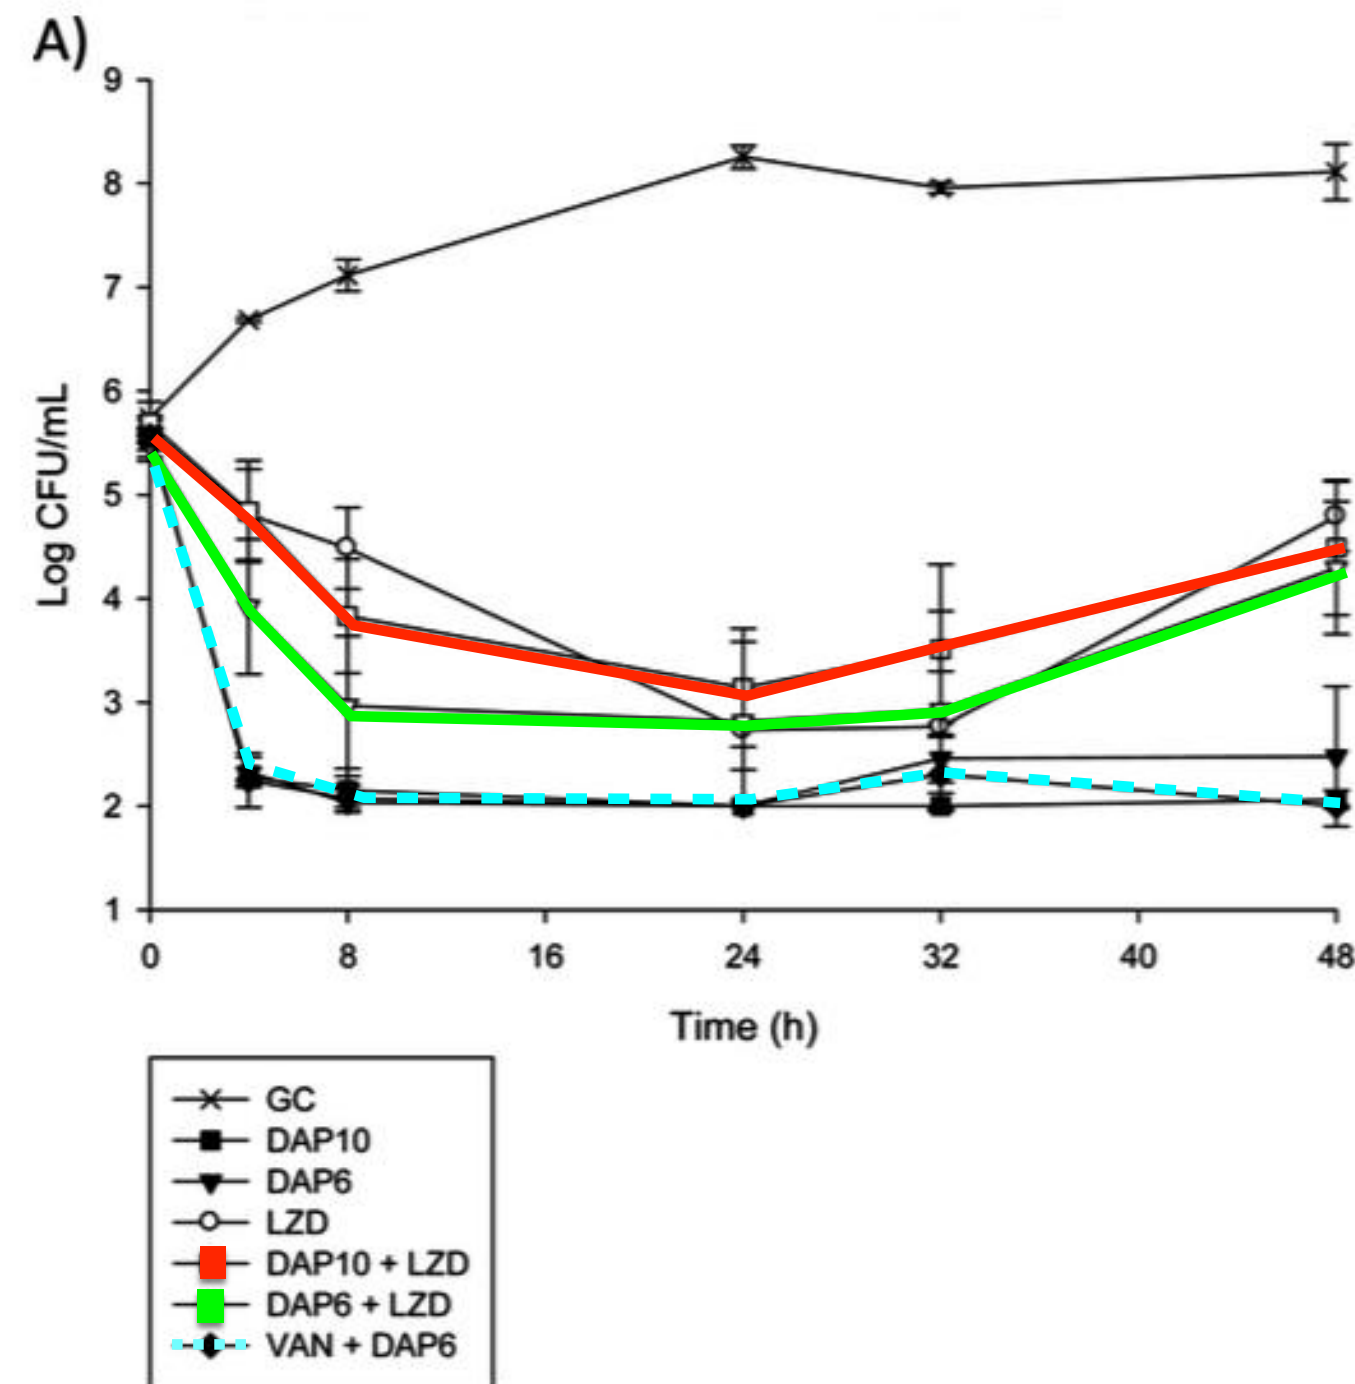 A)
9
8
7
6
5
4
3
2
1
Log CFU/mL
0 8 16 24 32 40 48
Time (h)
GC
DAP10
DAP6
LZD
DAP10 + LZD
DAP6 + LZD
VAN + DAP6